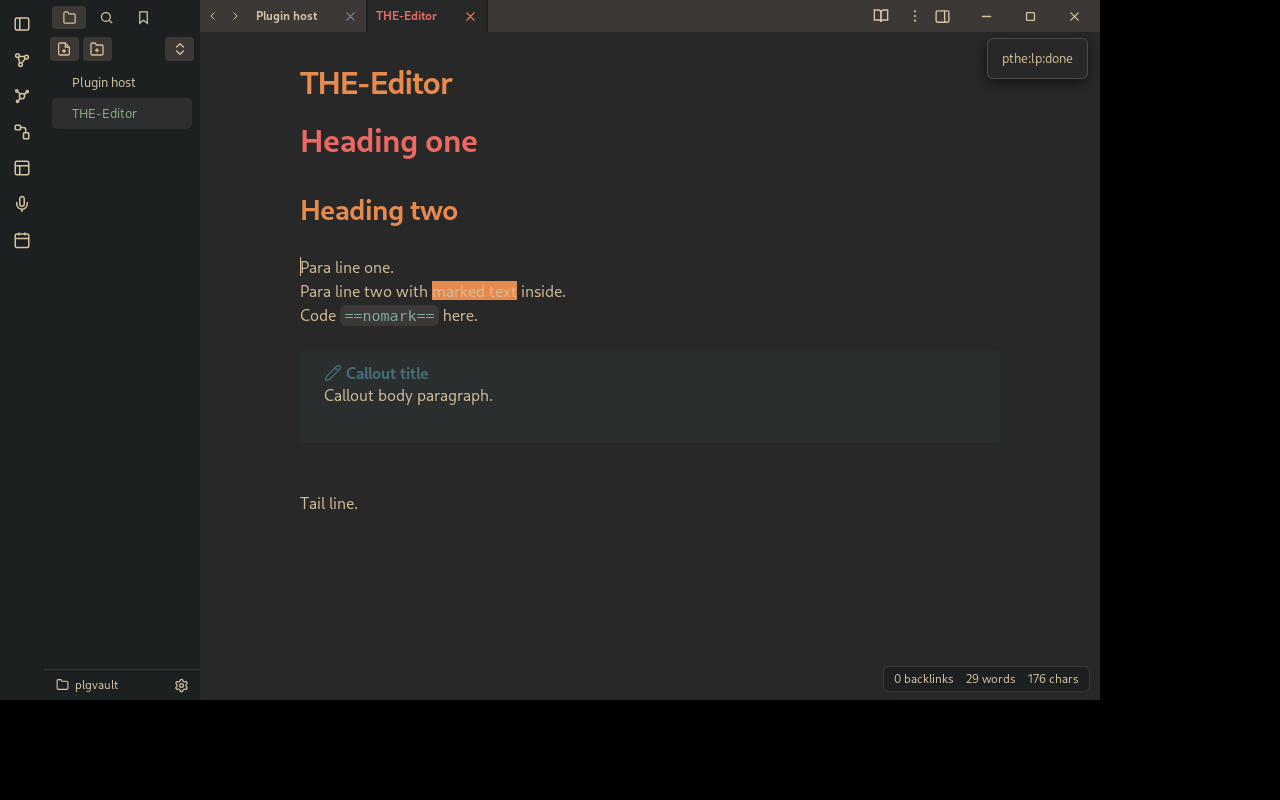 Plugin host
THE-Editor
pthe:lp:done
Plugin host
THE-Editor
THE-Editor
Heading one
Heading two
Para line one.
Para line two with marked text inside.
Code ==nomark== here.
Callout title
Callout body paragraph.
Tail line.
plgvault
0 backlinks 29 words 176 chars